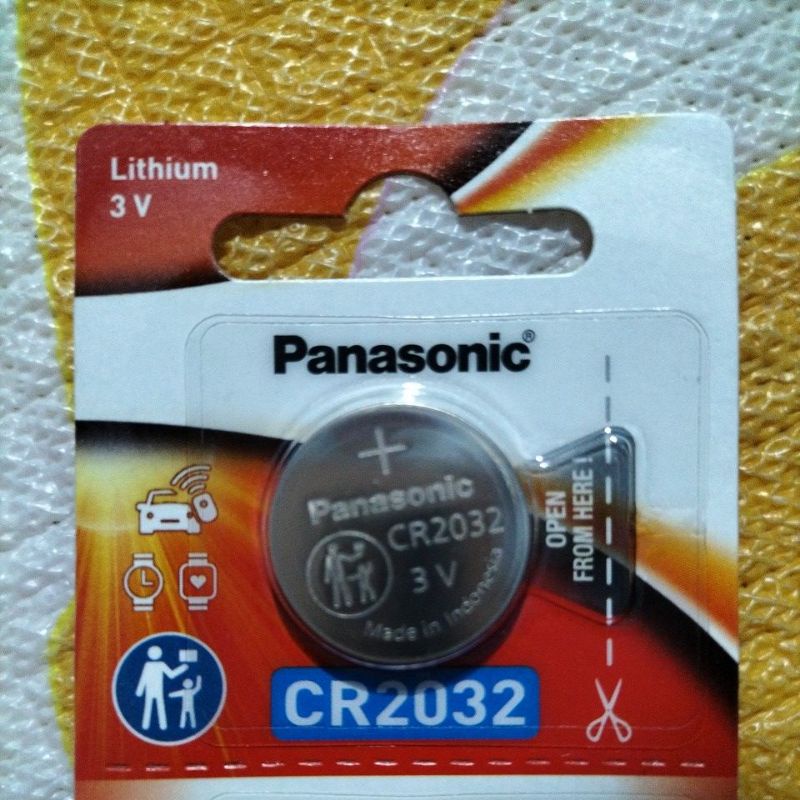 Lithium
3 V
Panasonic®
+
Panasonic
CR2032
3 V
Made in Indonesia
OPEN
FROM HERE!
CR2032